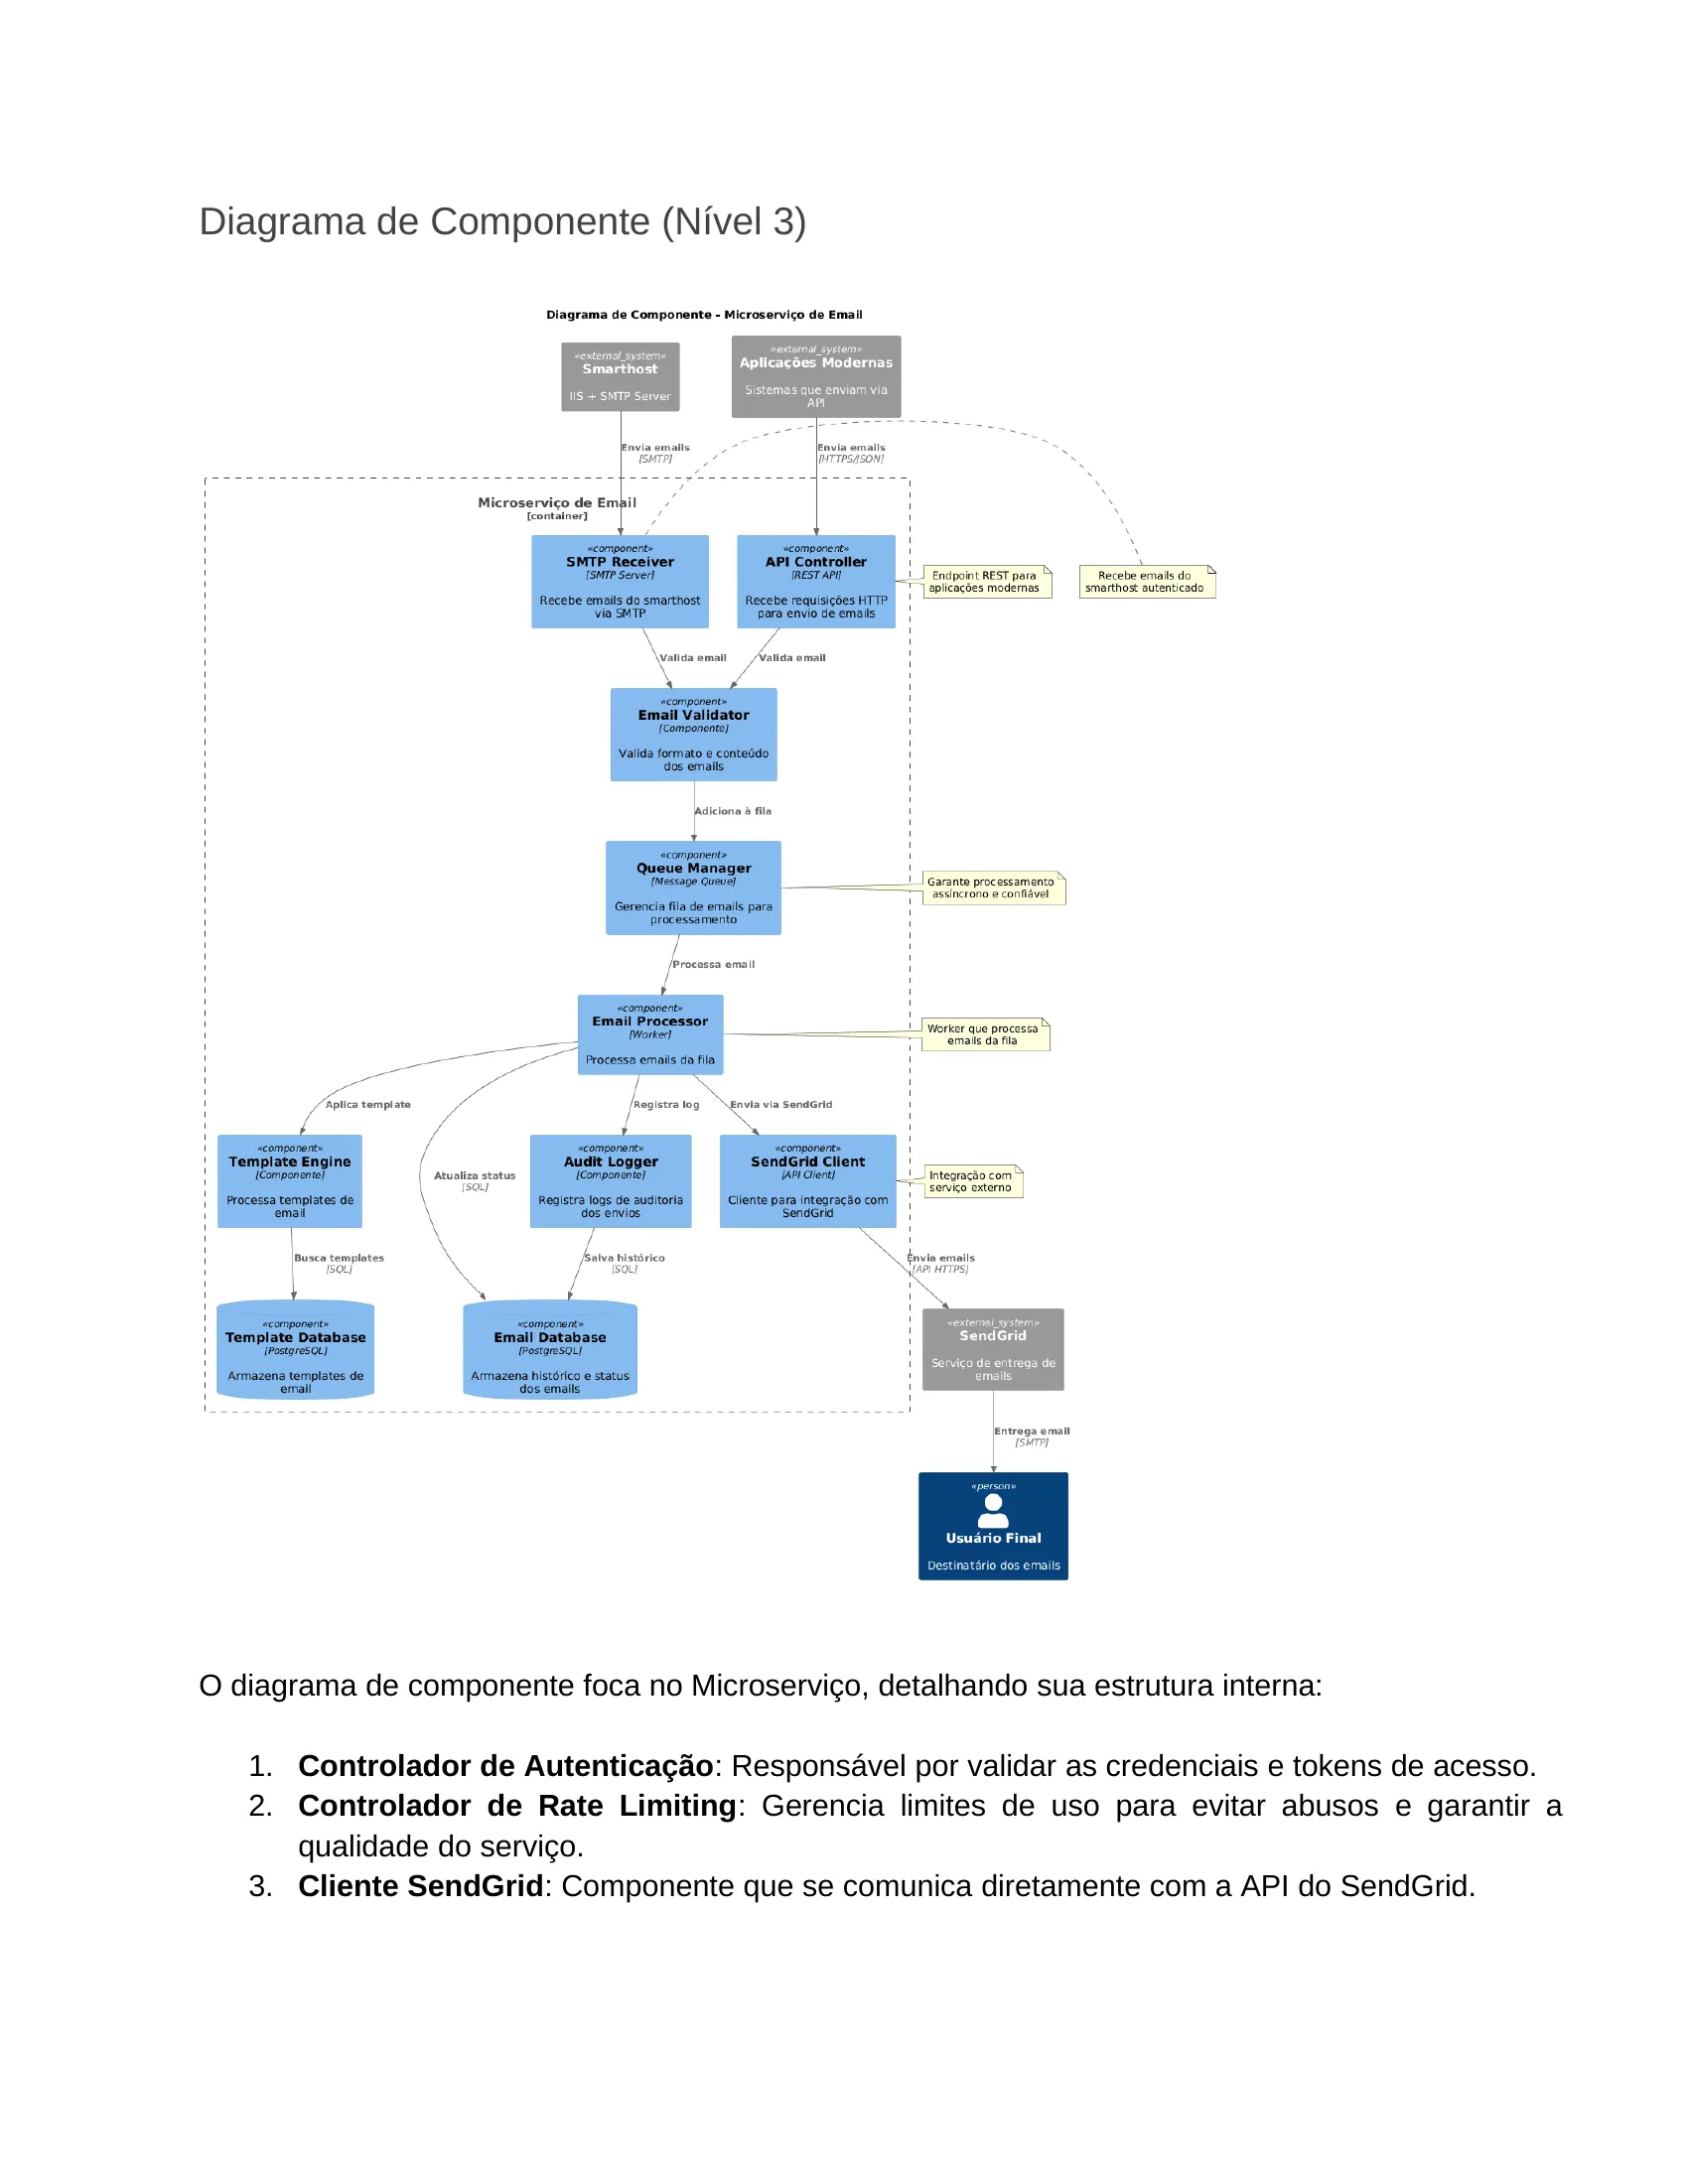 Diagrama de Componente (Nível 3)
Diagrama de Componente - Microserviço de Email
«external_system»
Smarthost
IIS + SMTP Server
«external_system»
Aplicações Modernas
Sistemas que enviam via
API
Envia emails
[SMTP]
Envia emails
[HTTPS/JSON]
Microserviço de Email
[container]
«component»
SMTP Receiver
[SMTP Server]
Recebe emails do smarthost
via SMTP
«component»
API Controller
[REST API]
Recebe requisições HTTP
para envio de emails
Endpoint REST para
aplicações modernas
Recebe emails do
smarthost autenticado
Valida email
Valida email
«component»
Email Validator
[Componente]
Valida formato e conteúdo
dos emails
Adiciona à fila
«component»
Queue Manager
[Message Queue]
Gerencia fila de emails para
processamento
Garante processamento
assíncrono e confiável
Processa email
«component»
Email Processor
[Worker]
Processa emails da fila
Worker que processa
emails da fila
Aplica template
Registra log
Envia via SendGrid
«component»
Template Engine
[Componente]
Processa templates de
email
Atualiza status
[SQL]
«component»
Audit Logger
[Componente]
Registra logs de auditoria
dos envios
«component»
SendGrid Client
[API Client]
Cliente para integração com
SendGrid
Integração com
serviço externo
Busca templates
[SQL]
Salva histórico
[SQL]
Envia emails
[API HTTPS]
«component»
Template Database
[PostgreSQL]
Armazena templates de
email
«component»
Email Database
[PostgreSQL]
Armazena histórico e status
dos emails
«external_system»
SendGrid
Serviço de entrega de
emails
Entrega email
[SMTP]
«person»
Usuário Final
Destinatário dos emails
O diagrama de componente foca no Microserviço, detalhando sua estrutura interna:
1. Controlador de Autenticação: Responsável por validar as credenciais e tokens de acesso.
2. Controlador de Rate Limiting: Gerencia limites de uso para evitar abusos e garantir a
qualidade do serviço.
3. Cliente SendGrid: Componente que se comunica diretamente com a API do SendGrid.